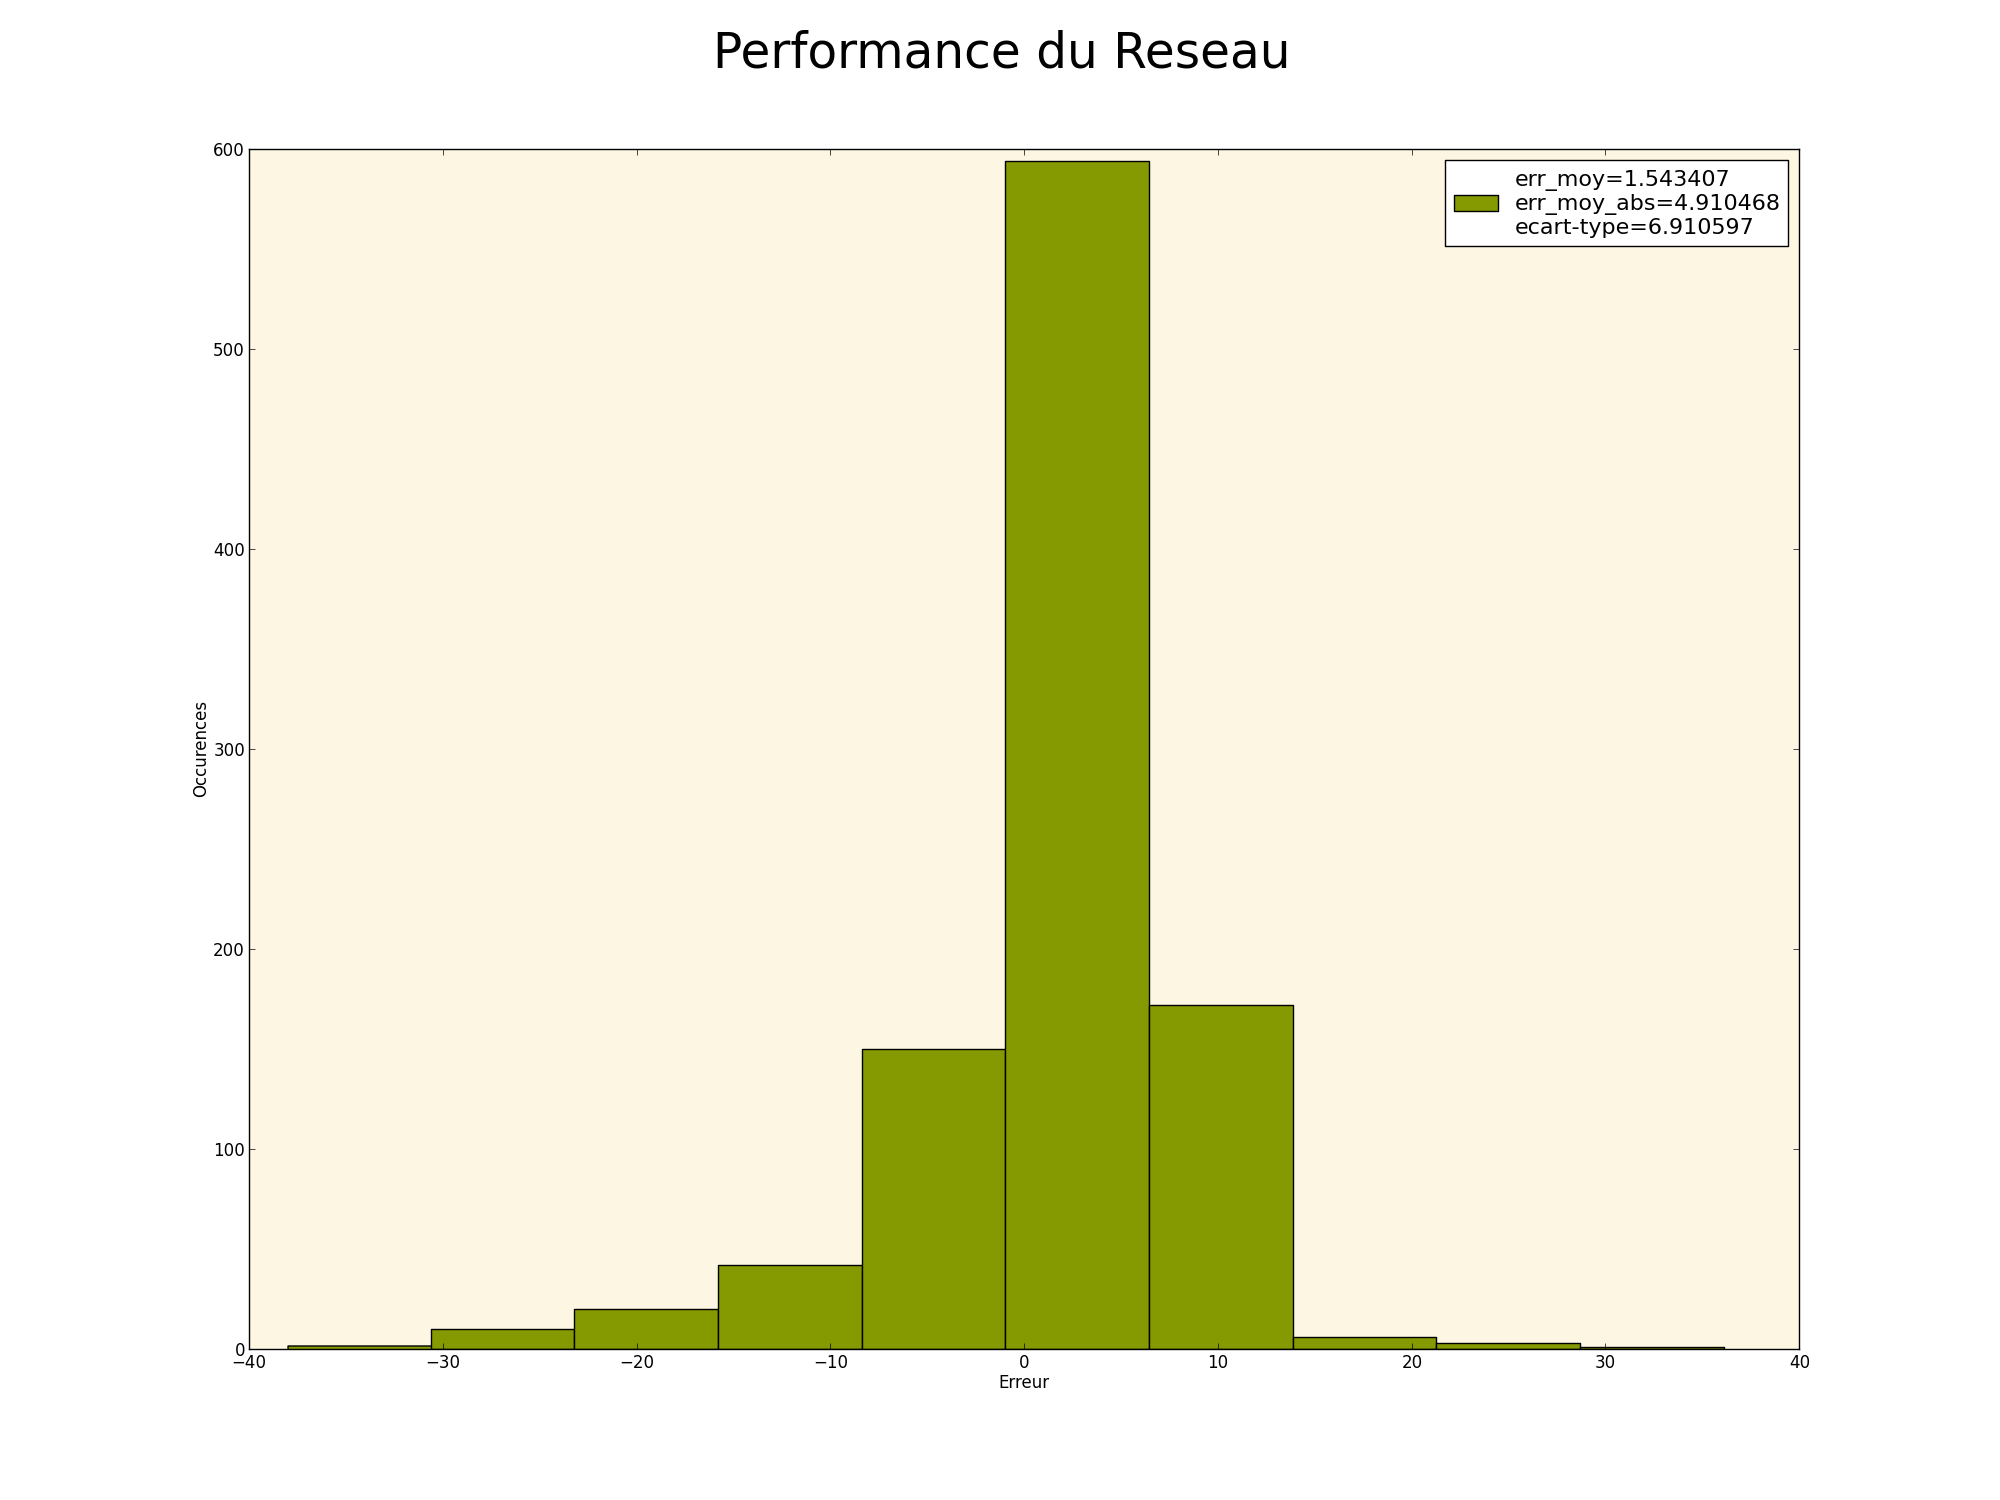 Performance du Reseau
600
500
400
300
200
100
0
Occurences
err_moy=1.543407
err_moy_abs=4.910468
ecart-type=6.910597
−40 −30 −20 −10 0 10 20 30 40
Erreur